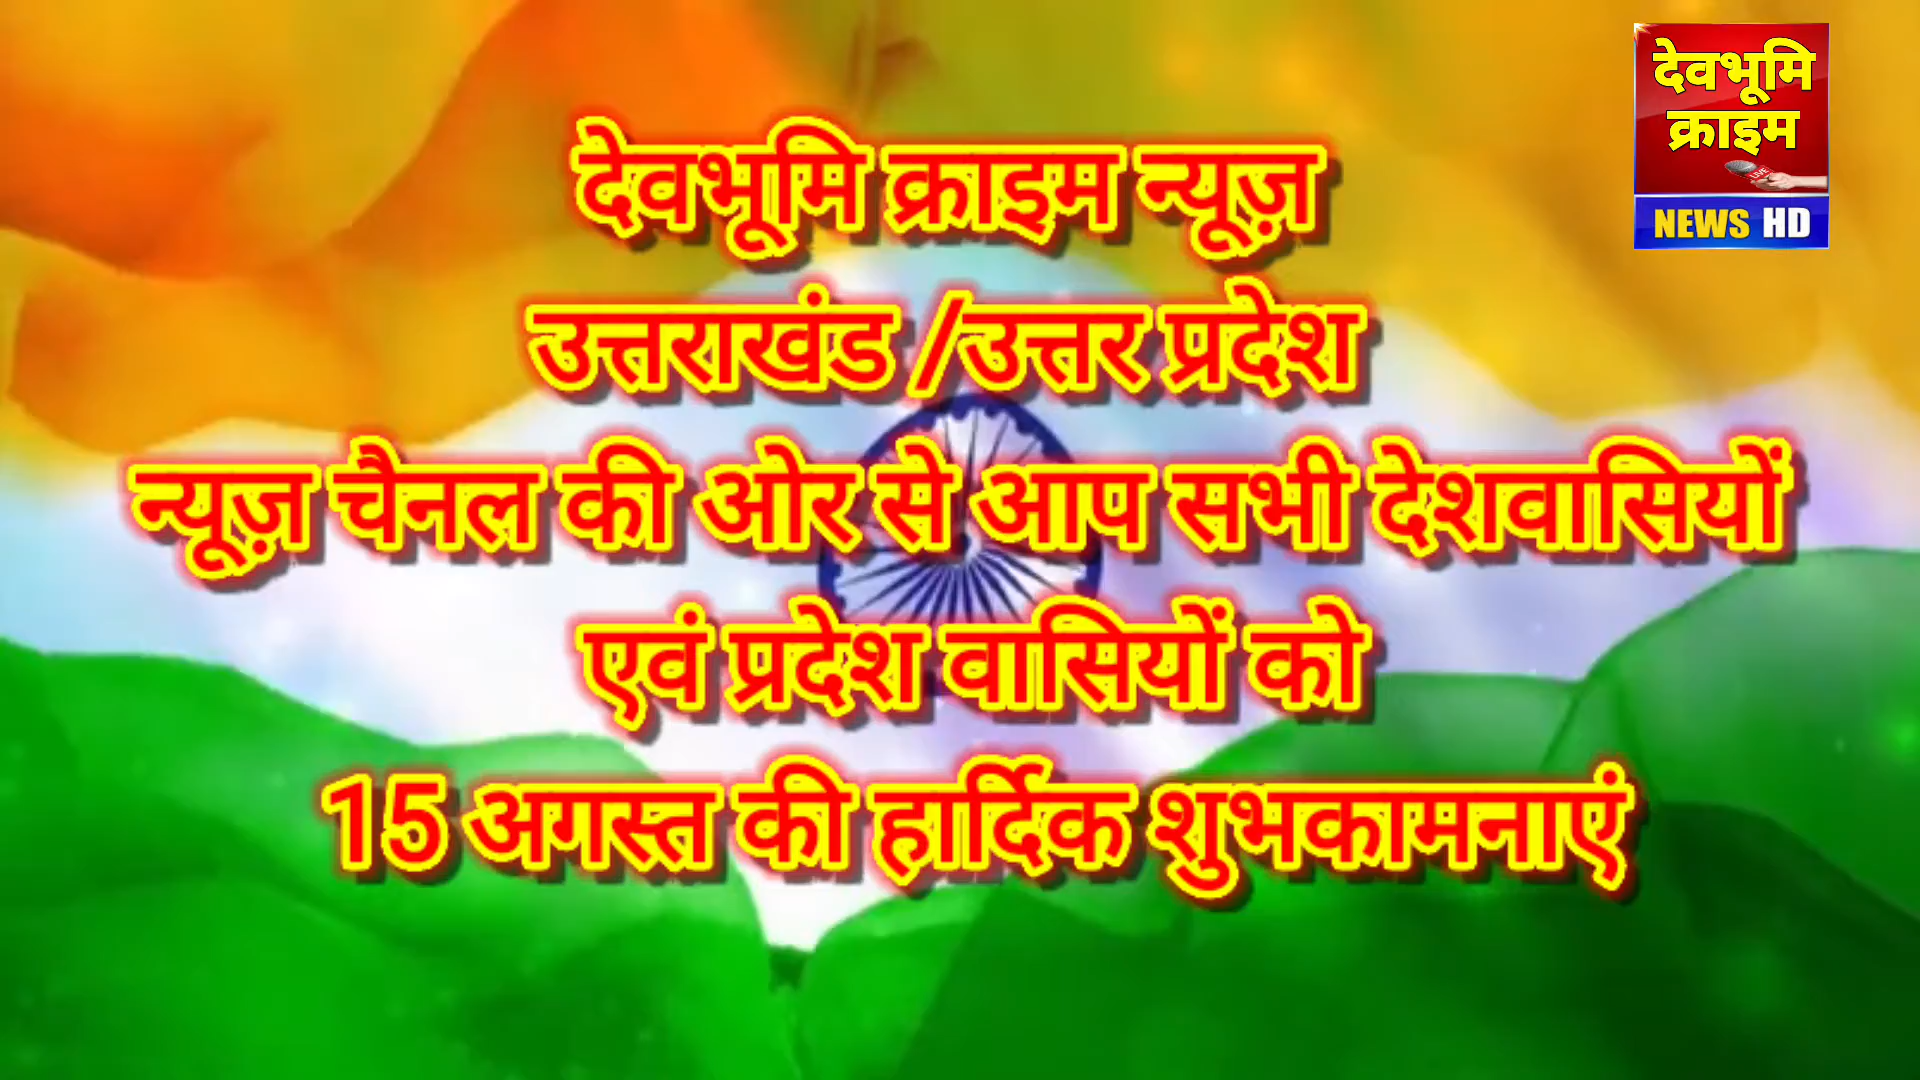 देवभूमि
क्राइम
LIVE
NEWS HD
देवभूमि क्राइम न्यूज़
उत्तराखंड /उत्तर प्रदेश
न्यूज़ चैनल की ओर से आप सभी देशवासियों
एवं प्रदेश वासियों को
15 अगस्त की हार्दिक शुभकामनाएं